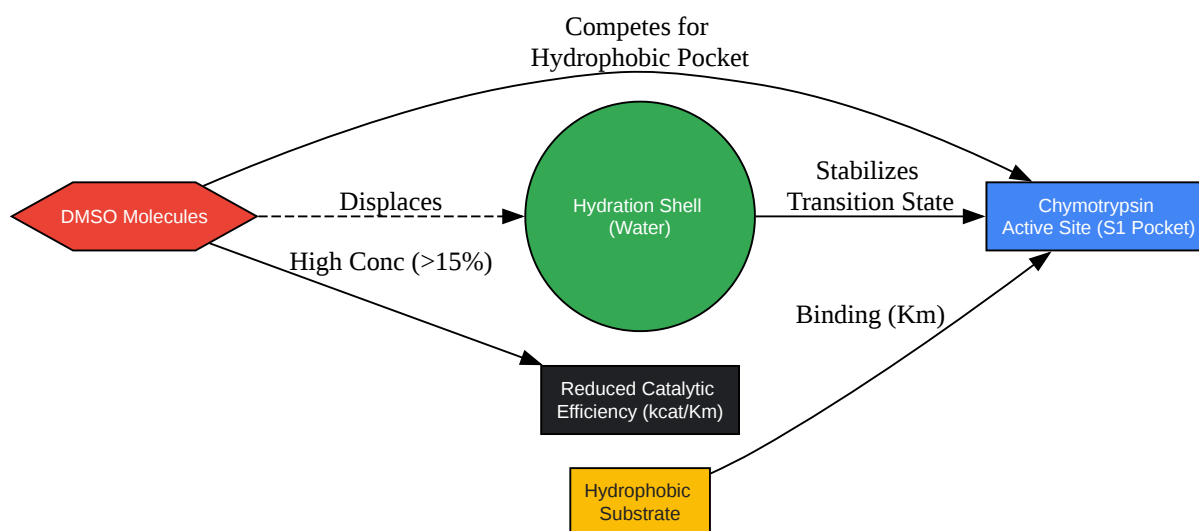 Competes for
Hydrophobic Pocket
DMSO Molecules
Displaces
Hydration Shell
(Water)
Stabilizes
Transition State
Chymotrypsin
Active Site (S1 Pocket)
High Conc (>15%)
Binding (Km)
Reduced Catalytic
Efficiency (kcat/Km)
Hydrophobic
Substrate